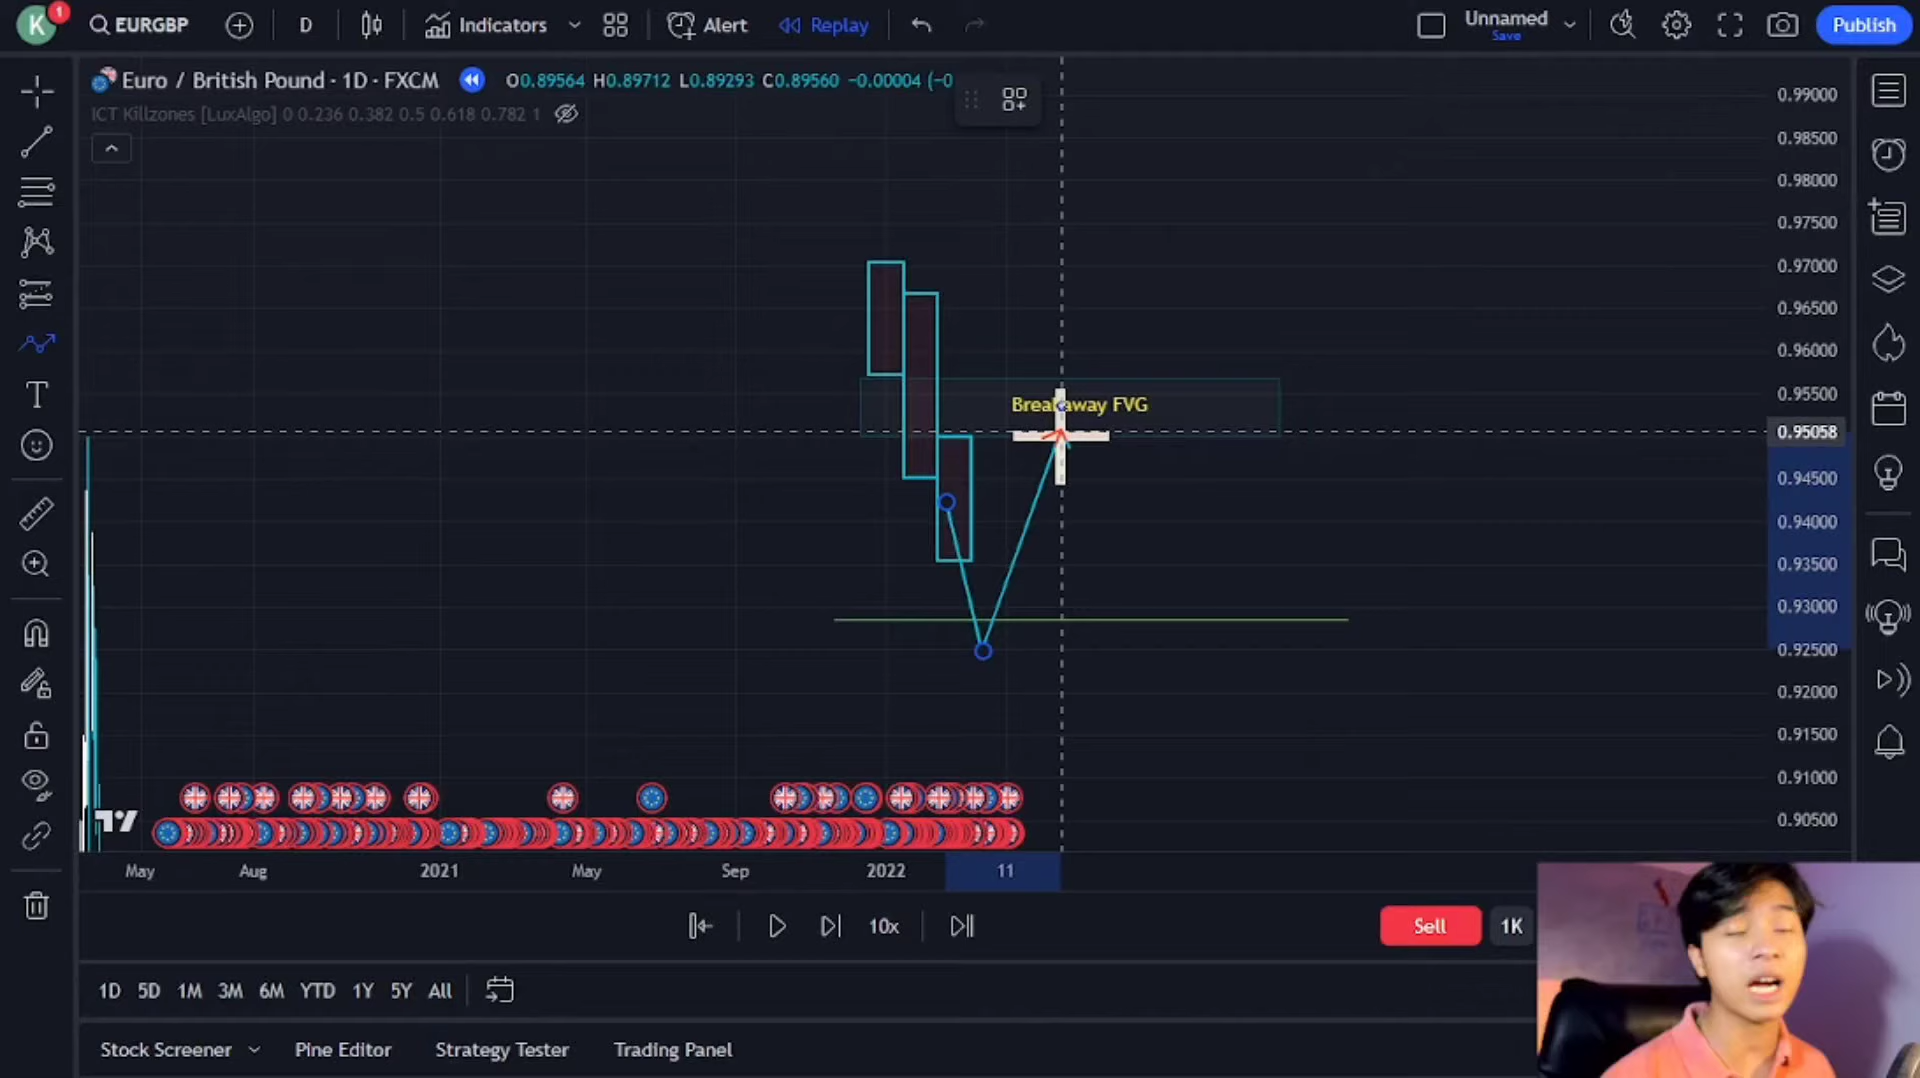 K 1 EURGBP D Indicators Alert Replay Unnamed Save Publish
Euro / British Pound · 1D · FXCM O0.89564 H0.89712 L0.89293 C0.89560 −0.00004 (−0
ICT Killzones [LuxAlgo] 0 0.236 0.382 0.5 0.618 0.782 1
0.99000
0.98500
0.98000
0.97500
0.97000
0.96500
0.96000
0.95500
Breakaway FVG
0.95058
0.94500
0.94000
0.93500
0.93000
0.92500
0.92000
0.91500
0.91000
0.90500
May Aug 2021 May Sep 2022 11
10x
Sell 1K
1D 5D 1M 3M 6M YTD 1Y 5Y All
Stock Screener Pine Editor Strategy Tester Trading Panel